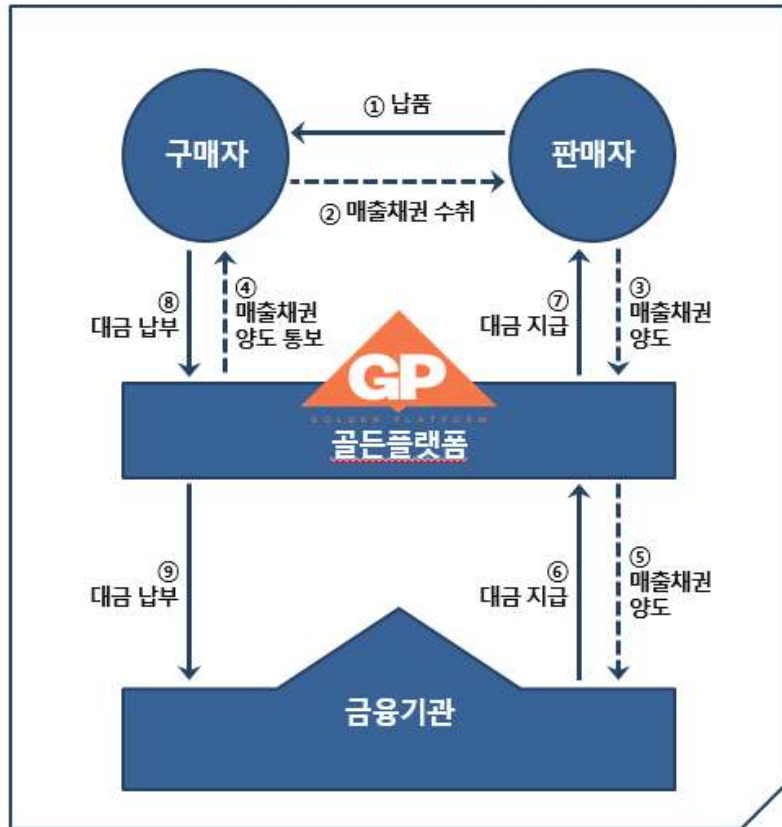 ① 납품
구매자
판매자
② 매출채권 수취
⑧
대금 납부
④
매출채권
양도 통보
⑦
대금 지급
③
매출채권
양도
GP
GOLDEN PLATFORM
골든플랫폼
⑨
대금 납부
⑥
대금 지급
⑤
매출채권
양도
금융기관